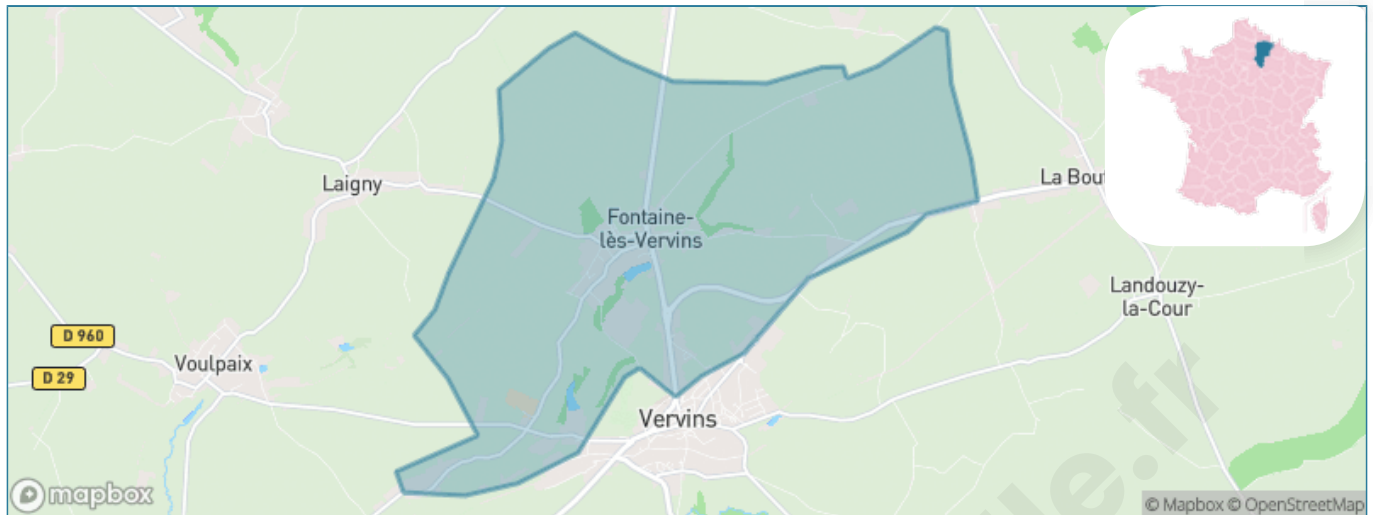 Laigny
La Bout
Fontaine-
lès-Vervins
Landouzy-
la-Cour
D 960
Voulpaix
D 29
Vervins
mapbox
© Mapbox © OpenStreetMap